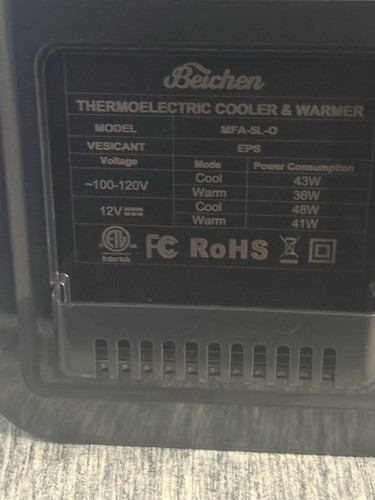 Beichen
THERMOELECTRIC COOLER & WARMER
MODEL MFA-5L-O
VESICANT EPS
Voltage Mode Power Consumption
~100-120V Cool 43W
Warm 36W
12V Cool 48W
Warm 41W
ETL
Intertek
FC RoHS